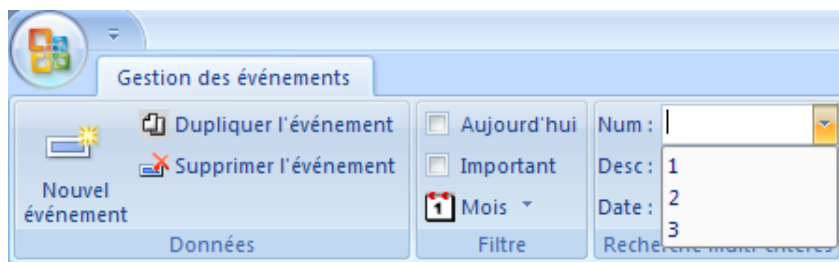 Gestion des événements
Dupliquer l'événement
Supprimer l'événement
Nouvel
événement
Données
Aujourd'hui
Important
1 Mois
Filtre
Num :
Desc :
Date :
1
2
3